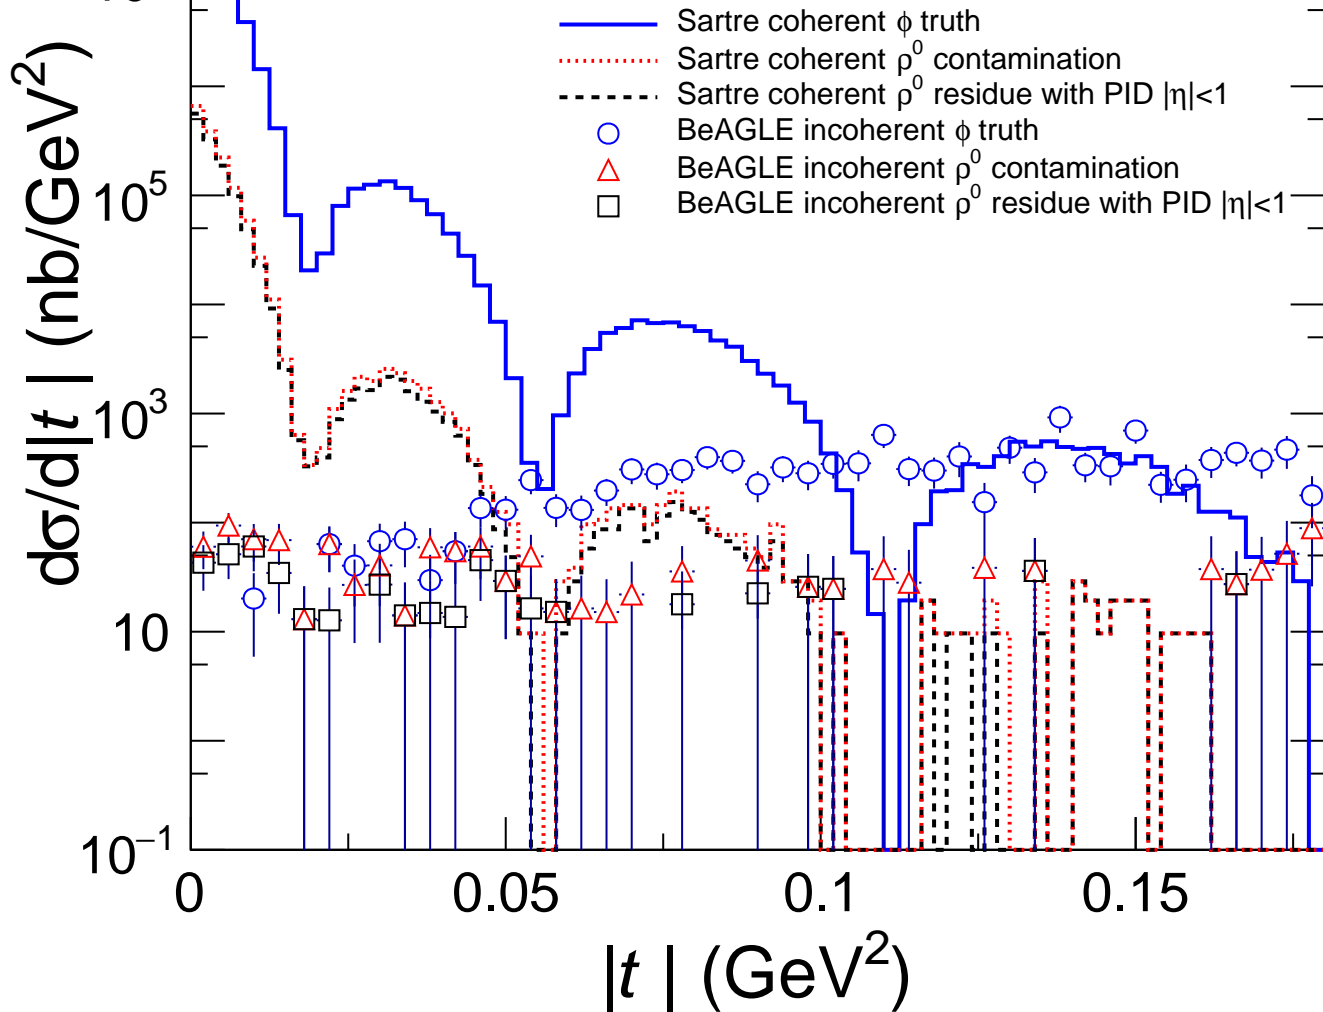 Sartre coherent ϕ truth
Sartre coherent ρ⁰ contamination
Sartre coherent ρ⁰ residue with PID |η|<1
BeAGLE incoherent ϕ truth
BeAGLE incoherent ρ⁰ contamination
BeAGLE incoherent ρ⁰ residue with PID |η|<1
dσ/d|t | (nb/GeV²)
10⁵
10³
10
10⁻¹
0
0.05
0.1
0.15
|t | (GeV²)